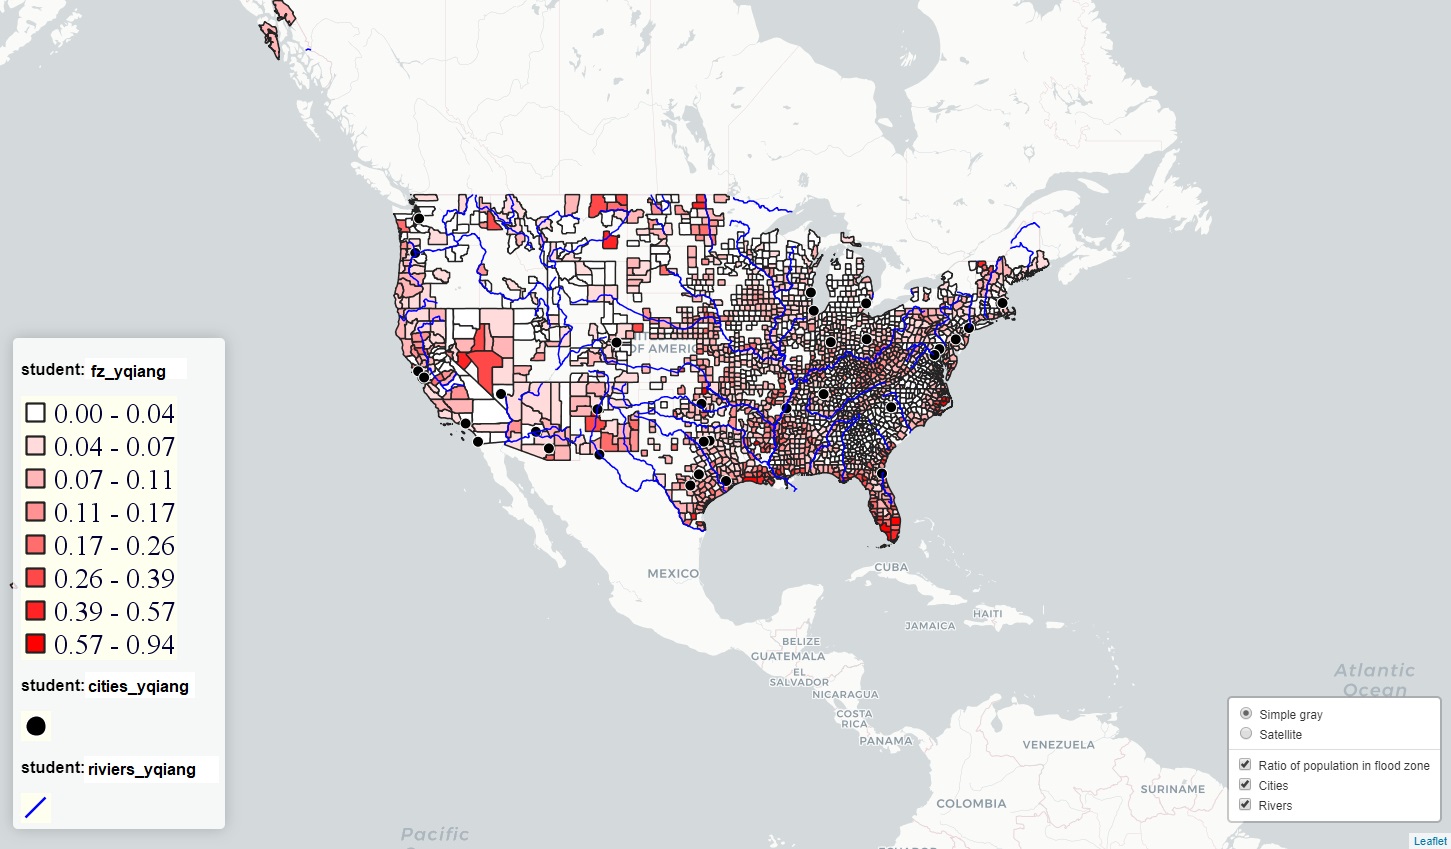 UNIT
OF AMERIC
student: fz_yqiang
0.00 - 0.04
0.04 - 0.07
0.07 - 0.11
0.11 - 0.17
0.17 - 0.26
0.26 - 0.39
0.39 - 0.57
0.57 - 0.94
student: cities_yqiang
student: riviers_yqiang
MEXICO
CUBA
HAITI
JAMAICA
BELIZE
GUATEMALA
EL
SALVADOR
NICARAGUA
COSTA
RICA
PANAMA
VENEZUELA
COLOMBIA
SURINAME
Pacific
Atlantic
Ocean
Simple gray
Satellite
Ratio of population in flood zone
Cities
Rivers
Leaflet